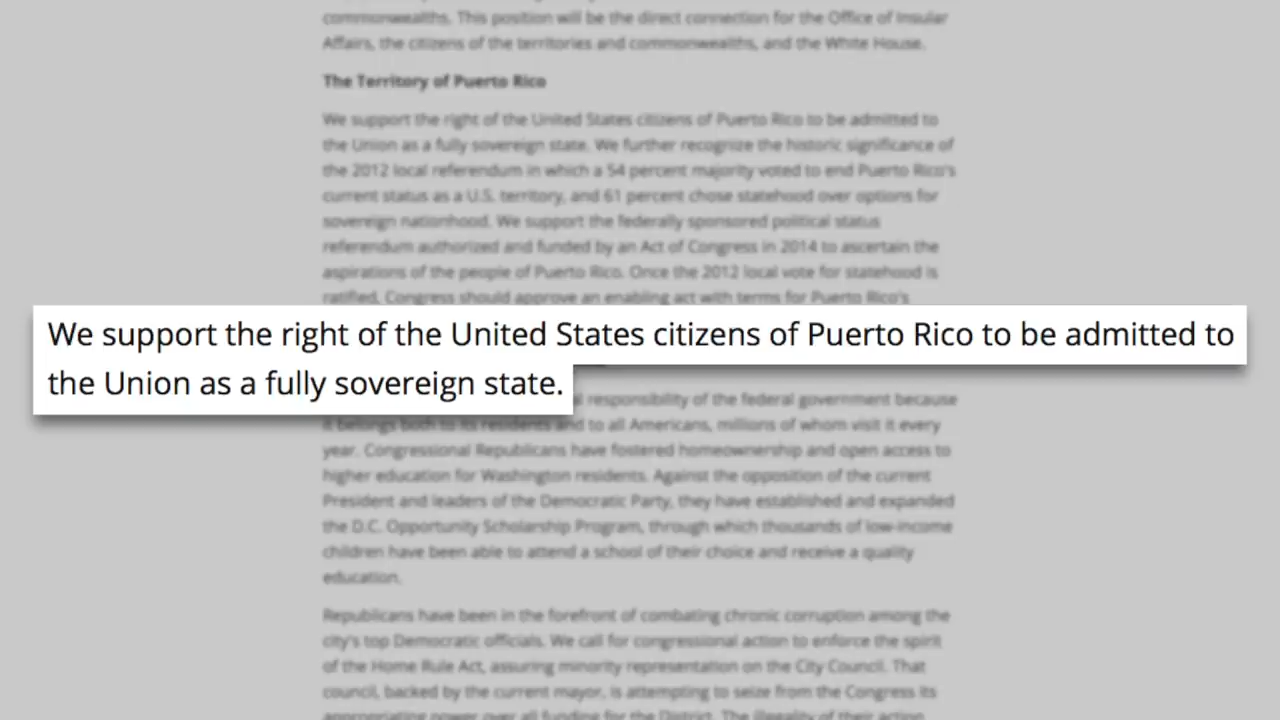 commonwealths. This position will be the direct connection for the Office of Insular
Affairs, the citizens of the territories and commonwealths, and the White House.
The Territory of Puerto Rico
We support the right of the United States citizens of Puerto Rico to be admitted to
the Union as a fully sovereign state. We further recognize the historic significance of
the 2012 local referendum in which a 54 percent majority voted to end Puerto Rico's
current status as a U.S. territory, and 61 percent chose statehood over options for
sovereign nationhood. We support the federally sponsored political status
referendum authorized and funded by an Act of Congress in 2014 to ascertain the
aspirations of the people of Puerto Rico. Once the 2012 local vote for statehood is
ratified, Congress should approve an enabling act with terms for Puerto Rico's
We support the right of the United States citizens of Puerto Rico to be admitted to
the Union as a fully sovereign state.
responsibility of the federal government because
it belongs both to its residents and to all Americans, millions of whom visit it every
year. Congressional Republicans have fostered homeownership and open access to
higher education for Washington residents. Against the opposition of the current
President and leaders of the Democratic Party, they have established and expanded
the D.C. Opportunity Scholarship Program, through which thousands of low-income
children have been able to attend a school of their choice and receive a quality
education.
Republicans have been in the forefront of combating chronic corruption among the
city's top Democratic officials. We call for congressional action to enforce the spirit
of the Home Rule Act, assuring minority representation on the City Council. That
council, backed by the current mayor, is attempting to seize from the Congress its
appropriating power over all funding for the District. The illegality of their action